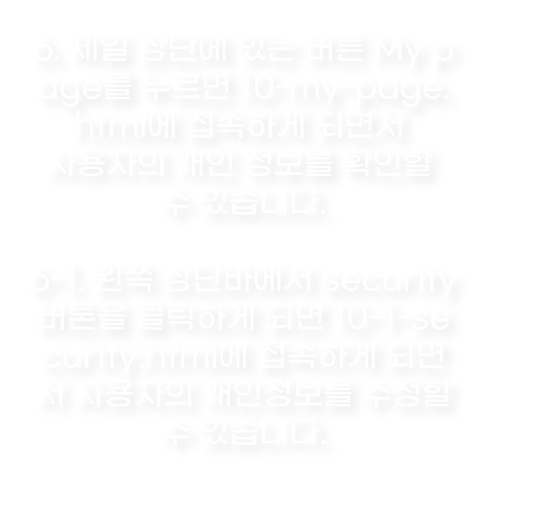 6. 제일 상단에 있는 버튼 My p
age를 누르면 10-my-page.
html에 접속하게 되면서
사용자의 개인 정보를 확인할
수 있습니다.
6-1. 왼쪽 상단바에서 security
버튼을 클릭하게 되면 10-1-se
curity.html에 접속하게 되면
서 사용자의 개인정보를 수정할
수 있습니다.